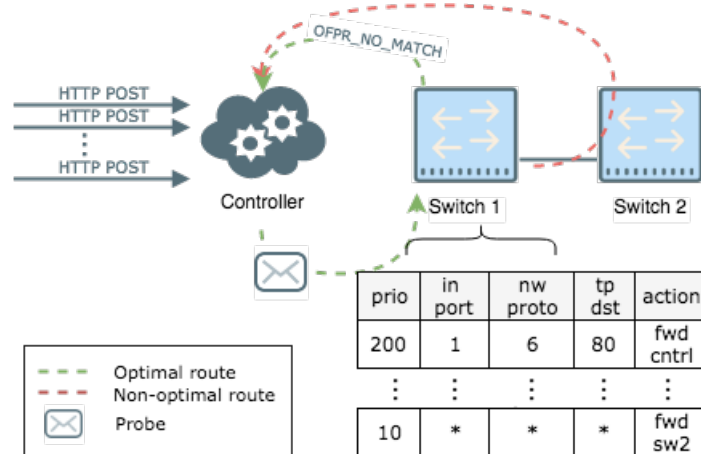 OFPR_NO_MATCH
HTTP POST
HTTP POST
HTTP POST
Controller
Switch 1
Switch 2
prio in port nw proto tp dst action
200 1 6 80 fwd cntrl
10 * * * fwd sw2
Optimal route
Non-optimal route
Probe